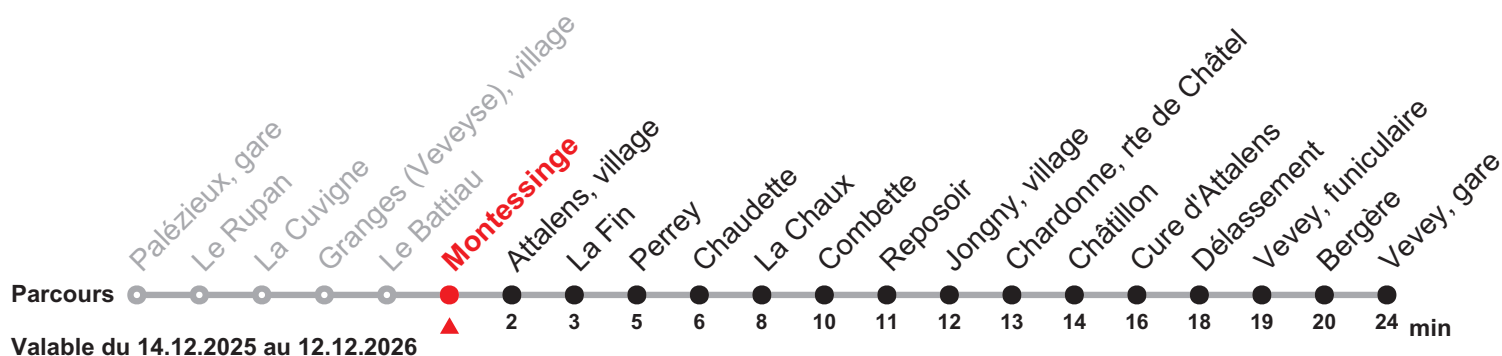 Palézieux, gare
Le Rupan
La Cuvigne
Granges (Veveyse), village
Le Battiau
Montessinge
Attalens, village
La Fin
Perrey
Chaudette
La Chaux
Combette
Reposoir
Jongny, village
Chardonne, rte de Châtel
Châtillon
Cure d'Attalens
Délassement
Vevey, funiculaire
Bergère
Vevey, gare
Parcours
2 3 5 6 8 10 11 12 13 14 16 18 19 20 24 min
Valable du 14.12.2025 au 12.12.2026